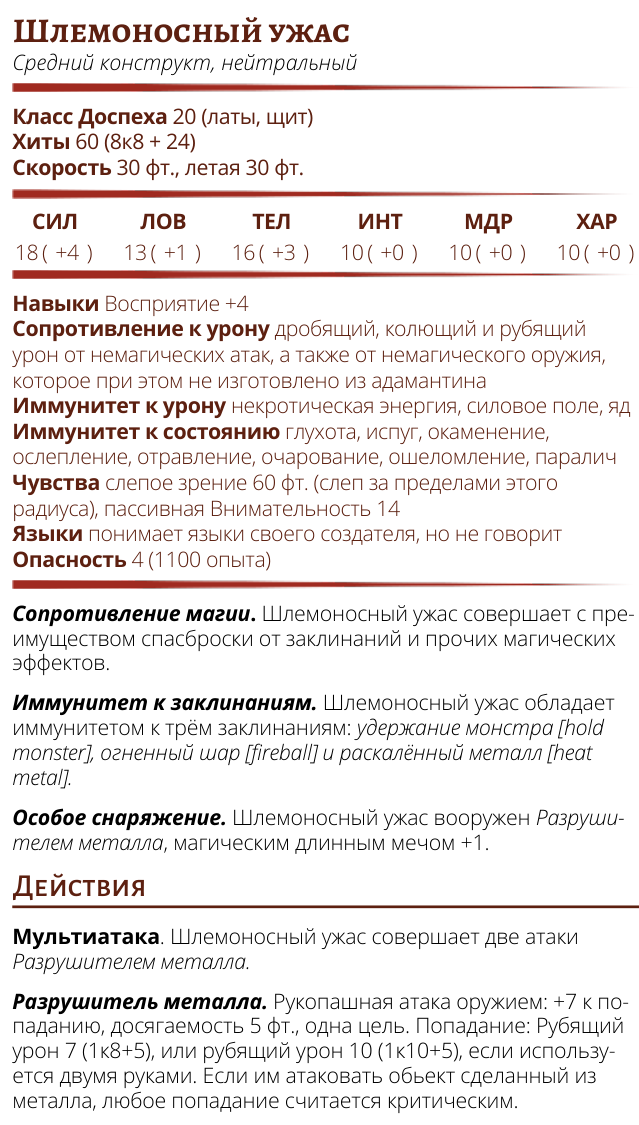 Шлемоносный ужас
Средний конструкт, нейтральный
Класс Доспеха 20 (латы, щит)
Хиты 60 (8к8 + 24)
Скорость 30 фт., летая 30 фт.
СИЛ ЛОВ ТЕЛ ИНТ МДР ХАР
18 ( +4 ) 13 ( +1 ) 16 ( +3 ) 10 ( +0 ) 10 ( +0 ) 10 ( +0 )
Навыки Восприятие +4
Сопротивление к урону дробящий, колющий и рубящий
урон от немагических атак, а также от немагического оружия,
которое при этом не изготовлено из адамантина
Иммунитет к урону некротическая энергия, силовое поле, яд
Иммунитет к состоянию глухота, испуг, окаменение,
ослепление, отравление, очарование, ошеломление, паралич
Чувства слепое зрение 60 фт. (слеп за пределами этого
радиуса), пассивная Внимательность 14
Языки понимает языки своего создателя, но не говорит
Опасность 4 (1100 опыта)
Сопротивление магии. Шлемоносный ужас совершает с пре-
имуществом спасброски от заклинаний и прочих магических
эффектов.
Иммунитет к заклинаниям. Шлемоносный ужас обладает
иммунитетом к трём заклинаниям: удержание монстра [hold
monster], огненный шар [fireball] и раскалённый металл [heat
metal].
Особое снаряжение. Шлемоносный ужас вооружен Разруши-
телем металла, магическим длинным мечом +1.
Действия
Мультиатака. Шлемоносный ужас совершает две атаки
Разрушителем металла.
Разрушитель металла. Рукопашная атака оружием: +7 к по-
паданию, досягаемость 5 фт., одна цель. Попадание: Рубящий
урон 7 (1к8+5), или рубящий урон 10 (1к10+5), если использу-
ется двумя руками. Если им атаковать обьект сделанный из
металла, любое попадание считается критическим.